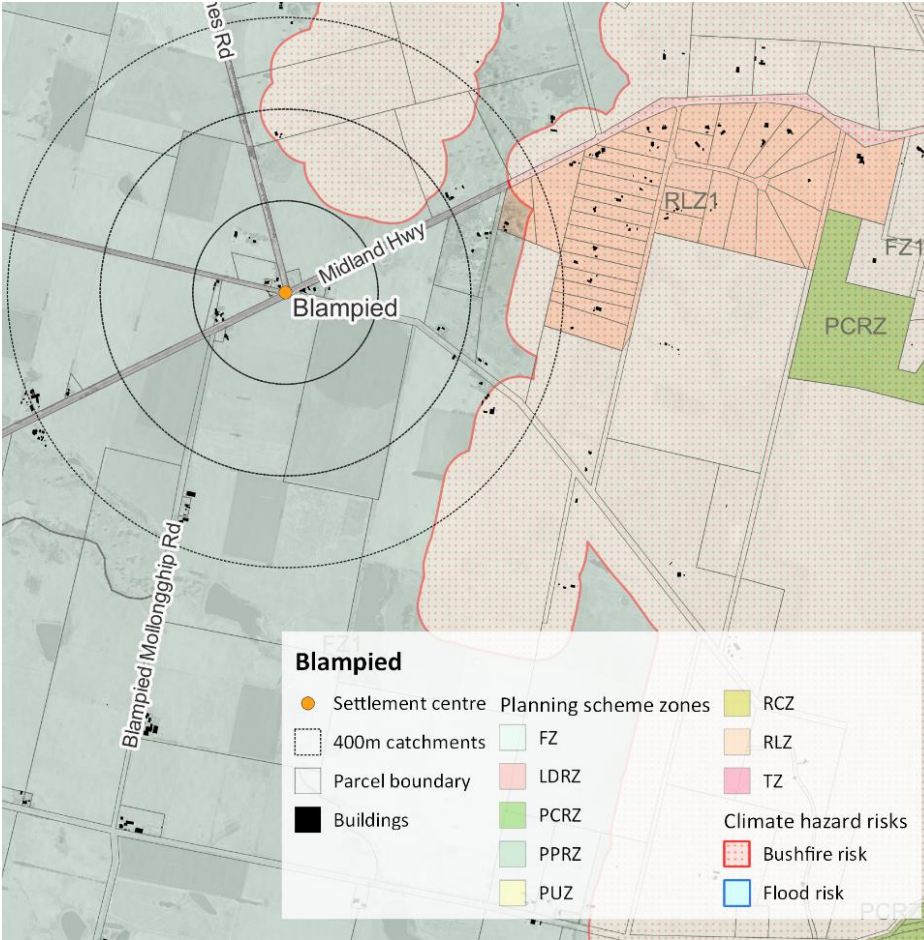 nes Rd
RLZ1
Midland Hwy
FZ1
Blampied
PCRZ
Blampied Mollongghip Rd
FZ1
Blampied
Settlement centre
400m catchments
Parcel boundary
Buildings
Planning scheme zones
FZ
LDRZ
PCRZ
PPRZ
PUZ
RCZ
RLZ
TZ
Climate hazard risks
Bushfire risk
Flood risk
PCRZ